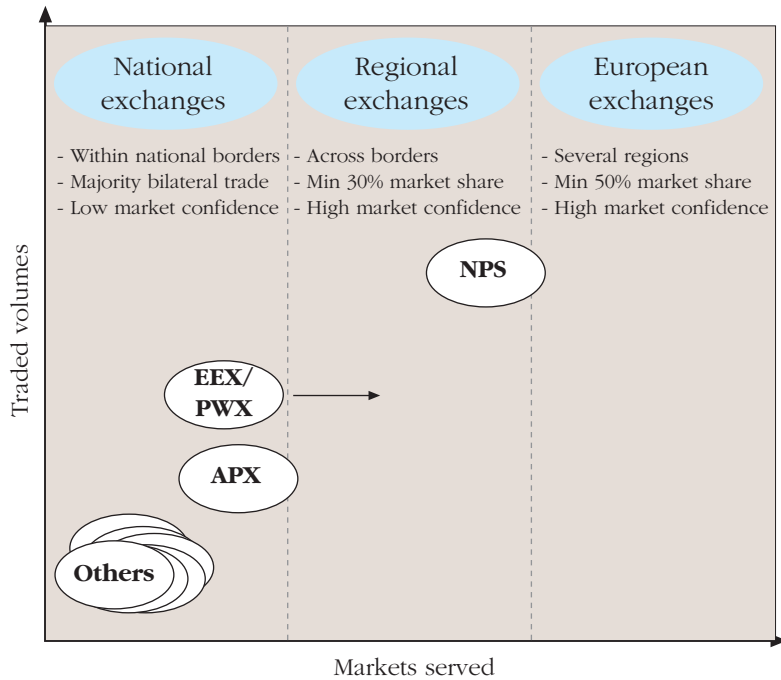 National
exchanges
Regional
exchanges
European
exchanges
- Within national borders
- Majority bilateral trade
- Low market confidence
- Across borders
- Min 30% market share
- High market confidence
- Several regions
- Min 50% market share
- High market confidence
NPS
EEX/
PWX
APX
Others
Traded volumes
Markets served